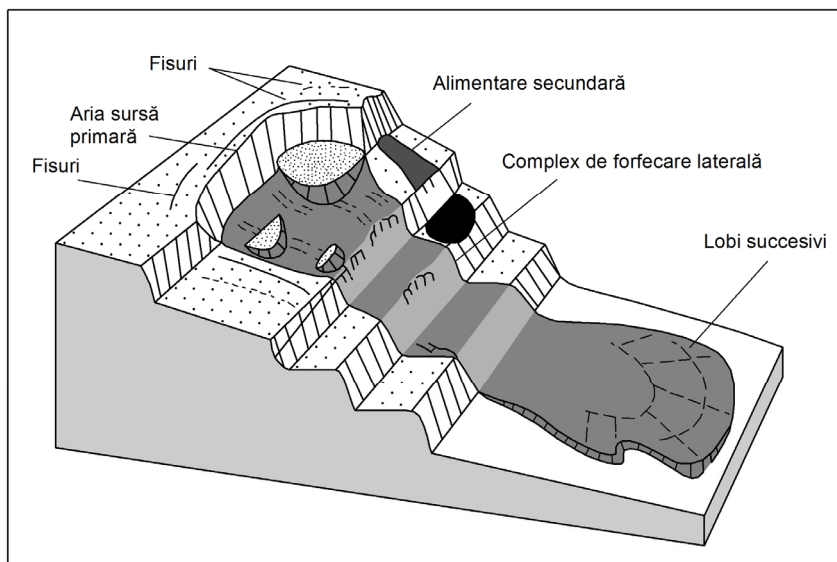 Fisuri
Alimentare secundară
Aria sursă
primară
Complex de forfecare laterală
Fisuri
Lobi succesivi